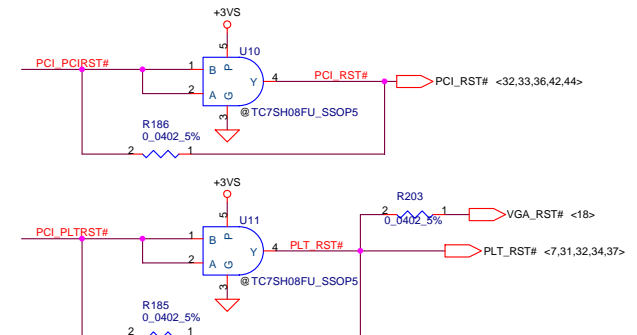 +3VS
5
U10
PCI_PCIRST#
1
B
P
Y
4
PCI_RST#
PCI_RST# <32,33,36,42,44>
2
A
G
3
@TC7SH08FU_SSOP5
R186
0_0402_5%
2
1
+3VS
5
U11
R203
2
1
0_0402_5%
VGA_RST# <18>
PCI_PLTRST#
1
B
P
Y
4
PLT_RST#
PLT_RST# <7,31,32,34,37>
2
A
G
3
@TC7SH08FU_SSOP5
R185
0_0402_5%
2
1